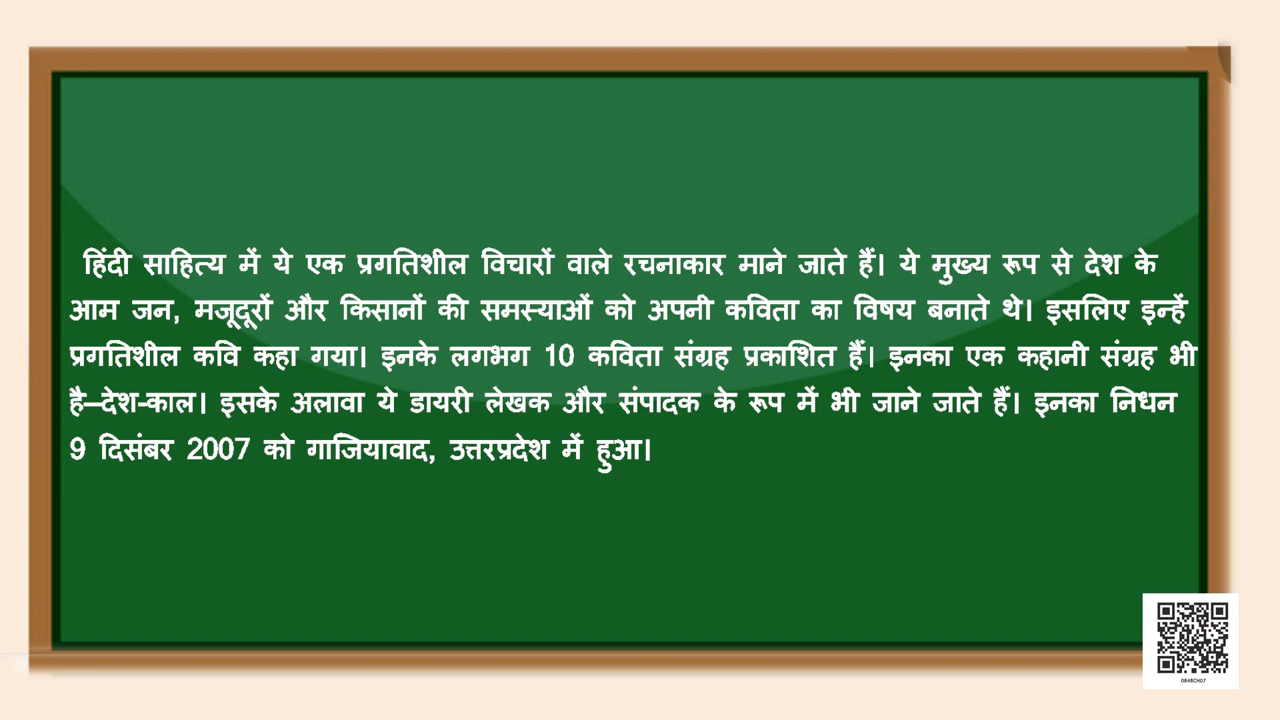 हिंदी साहित्य में ये एक प्रगतिशील विचारों वाले रचनाकार माने जाते हैं। ये मुख्य रूप से देश के
आम जन, मजूदूरों और किसानों की समस्याओं को अपनी कविता का विषय बनाते थे। इसलिए इन्हें
प्रगतिशील कवि कहा गया। इनके लगभग 10 कविता संग्रह प्रकाशित हैं। इनका एक कहानी संग्रह भी
है–देश-काल। इसके अलावा ये डायरी लेखक और संपादक के रूप में भी जाने जाते हैं। इनका निधन
9 दिसंबर 2007 को गाजियावाद, उत्तरप्रदेश में हुआ।
0848CH07